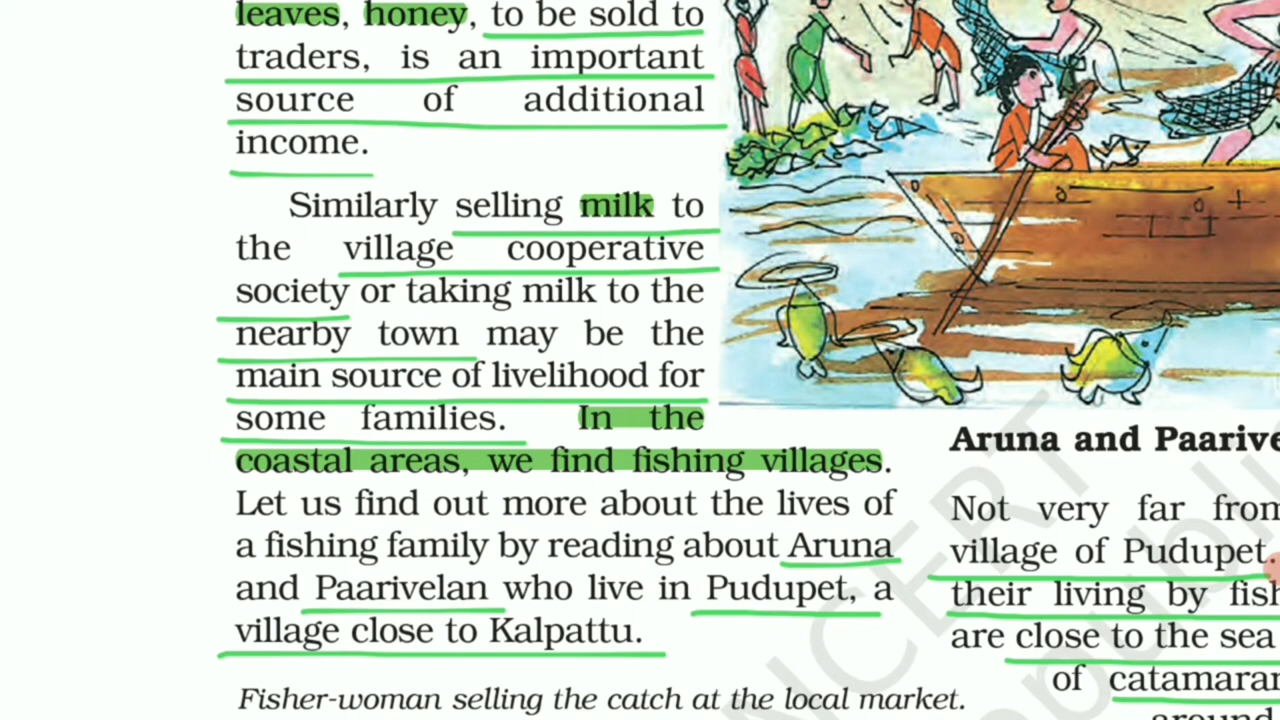 leaves, honey, to be sold to
traders, is an important
source of additional
income.
Similarly selling milk to
the village cooperative
society or taking milk to the
nearby town may be the
main source of livelihood for
some families. In the
coastal areas, we find fishing villages.
Let us find out more about the lives of
a fishing family by reading about Aruna
and Paarivelan who live in Pudupet, a
village close to Kalpattu.
Fisher-woman selling the catch at the local market.
Aruna and
Not very far from
village of Pudupet.
their living by
are close to the sea
of
NCERT